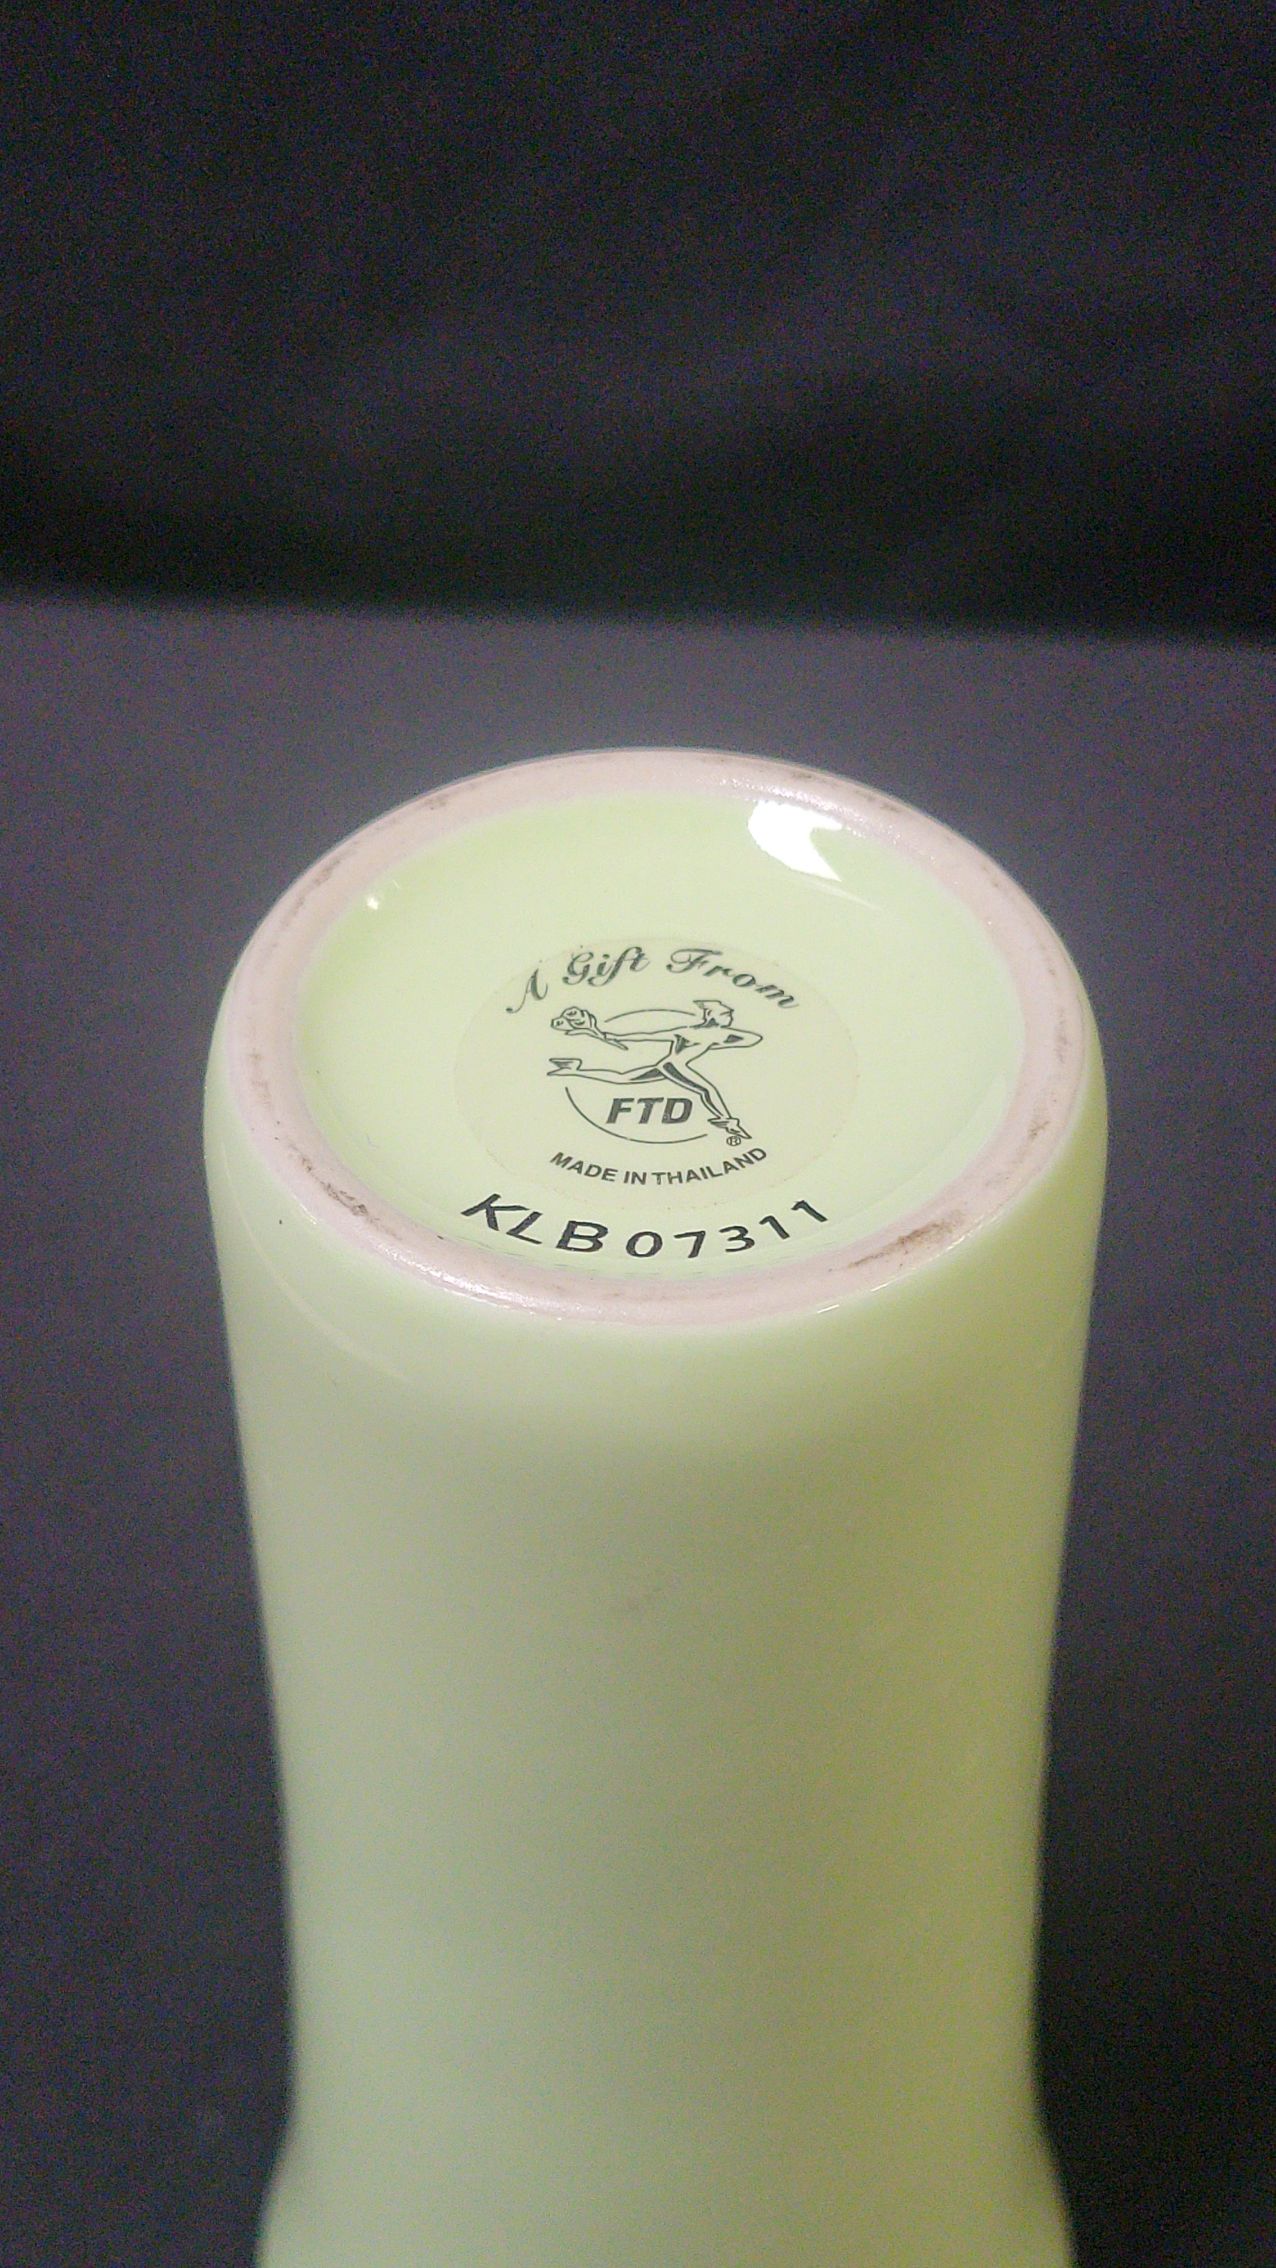 A Gift From
FTD
®
MADE IN THAILAND
KLB07311